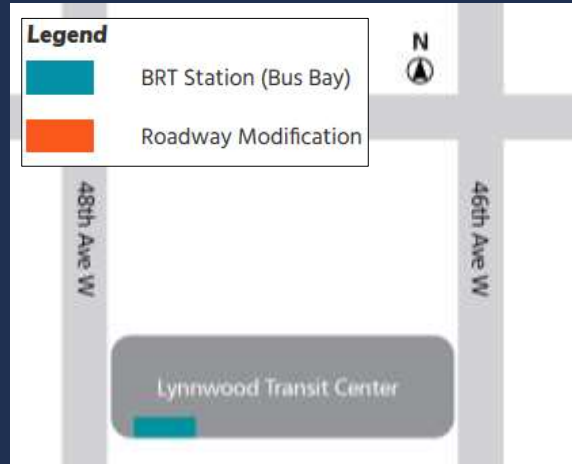 Legend
BRT Station (Bus Bay)
Roadway Modification
N
48th Ave W
46th Ave W
Lynnwood Transit Center